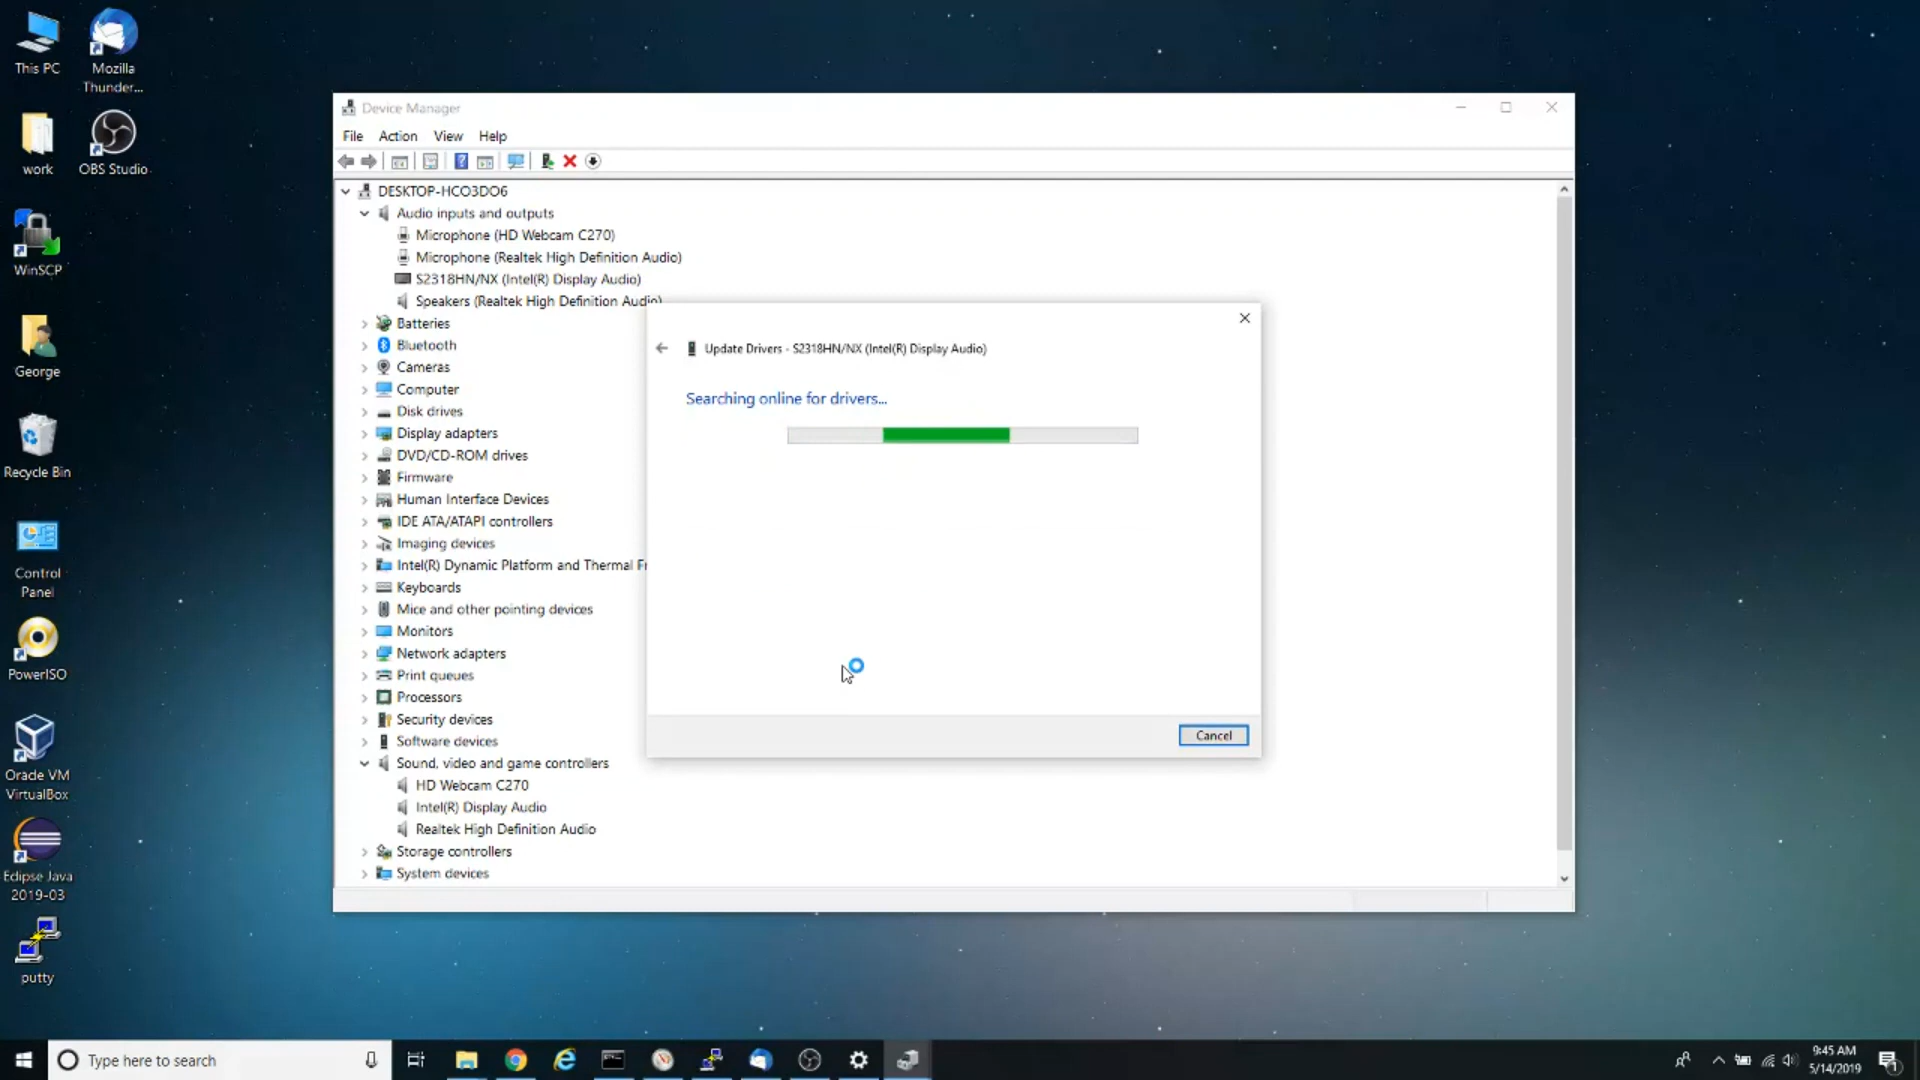 This PC
Mozilla
Thunder...
work
OBS Studio
WinSCP
George
Recycle Bin
Control
Panel
PowerISO
Oracle VM
VirtualBox
Eclipse Java
2019-03
putty
Device Manager
File Action View Help
DESKTOP-HCO3DO6
Audio inputs and outputs
Microphone (HD Webcam C270)
Microphone (Realtek High Definition Audio)
S2318HN/NX (Intel(R) Display Audio)
Speakers (Realtek High Definition Audio)
Batteries
Bluetooth
Cameras
Computer
Disk drives
Display adapters
DVD/CD-ROM drives
Firmware
Human Interface Devices
IDE ATA/ATAPI controllers
Imaging devices
Intel(R) Dynamic Platform and Thermal Fr
Keyboards
Mice and other pointing devices
Monitors
Network adapters
Print queues
Processors
Security devices
Software devices
Sound, video and game controllers
HD Webcam C270
Intel(R) Display Audio
Realtek High Definition Audio
Storage controllers
System devices
Update Drivers - S2318HN/NX (Intel(R) Display Audio)
Searching online for drivers...
Cancel
Type here to search
9:45 AM
5/14/2019
1